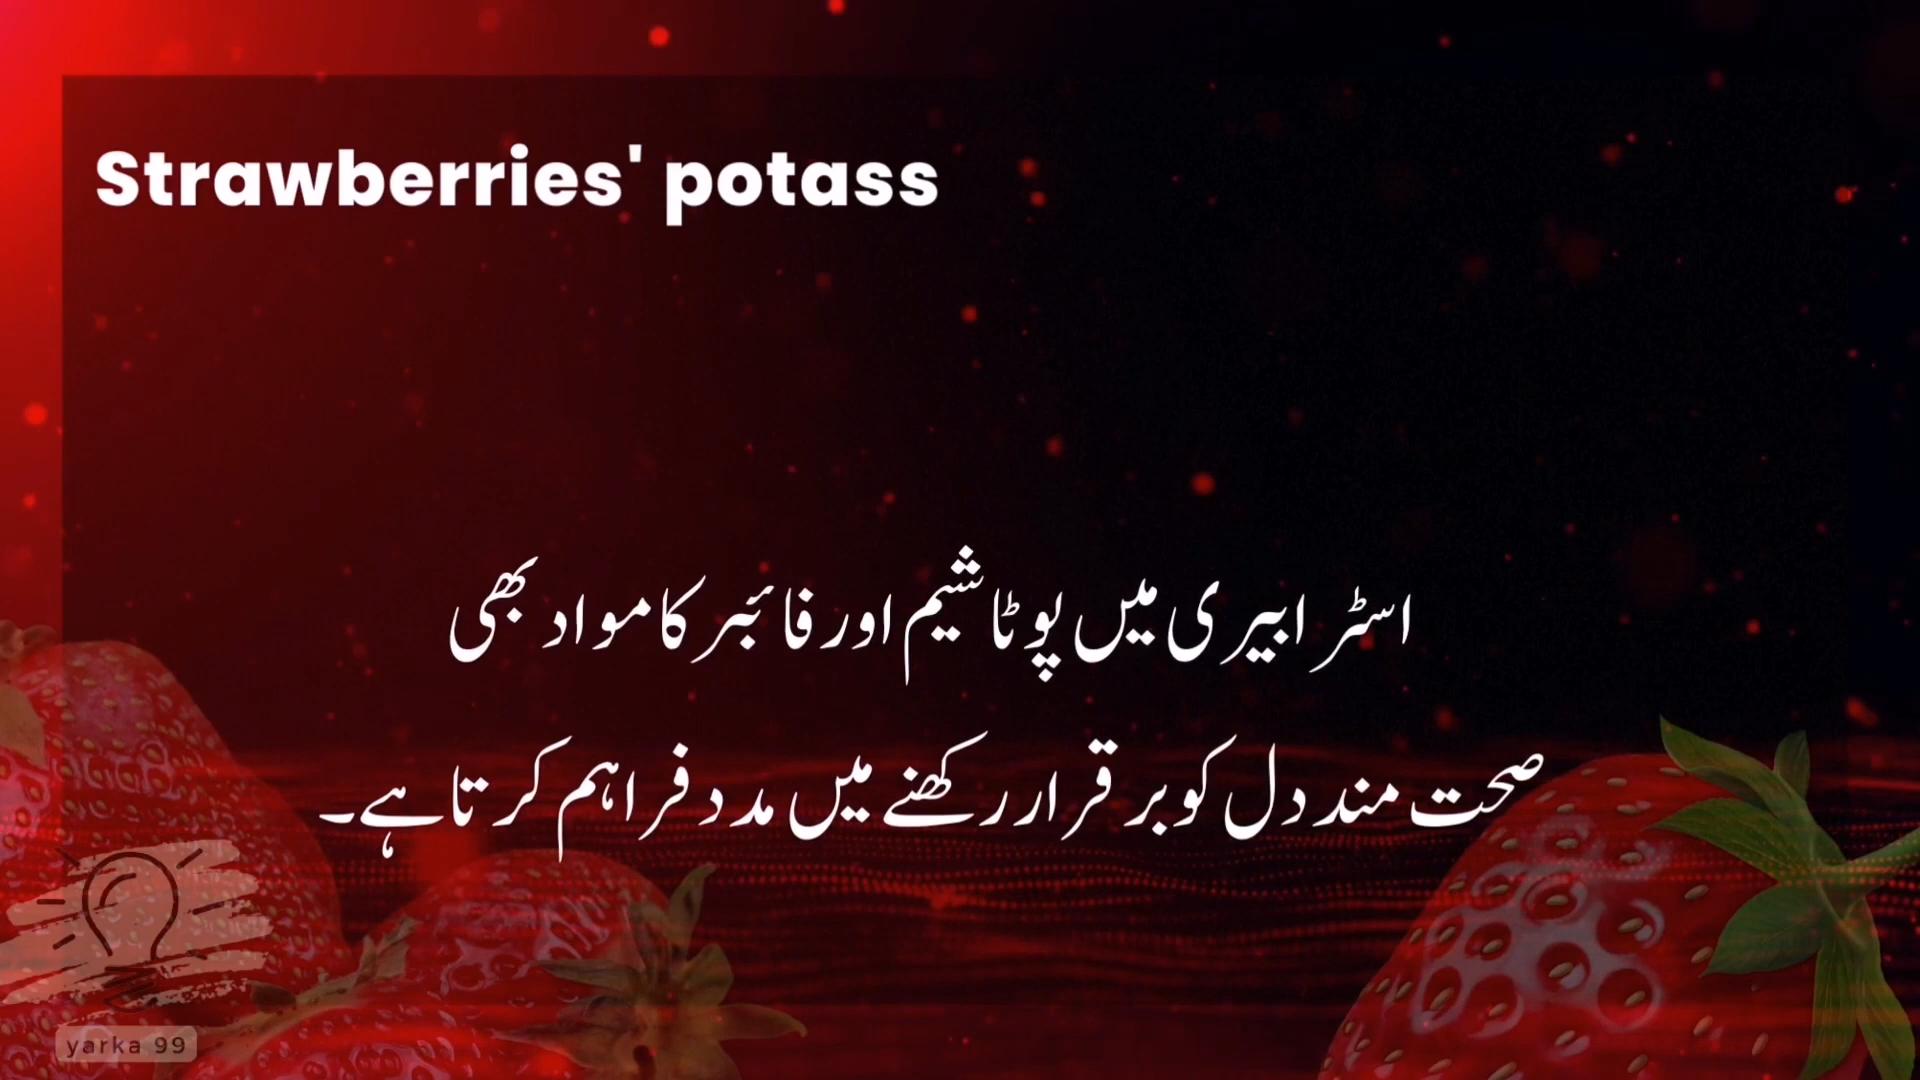 Strawberries' potass
اسٹرابیری میں پوٹاشیم اور فائبر کا مواد بھی
صحت مند دل کو برقرار رکھنے میں مدد فراہم کرتا ہے۔
yarka 99